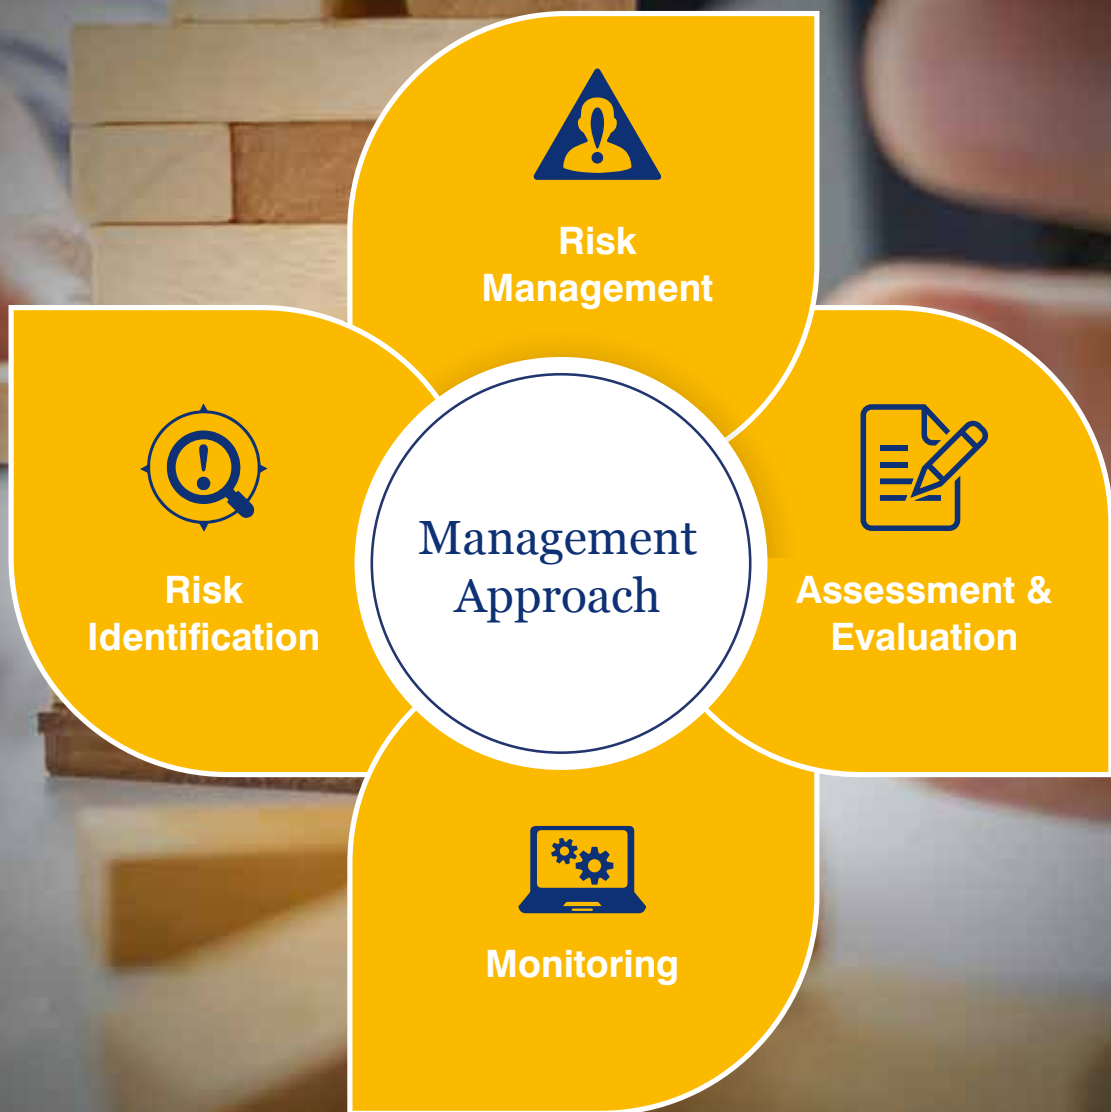 Risk
Management
Risk
Identification
Management
Approach
Assessment &
Evaluation
Monitoring